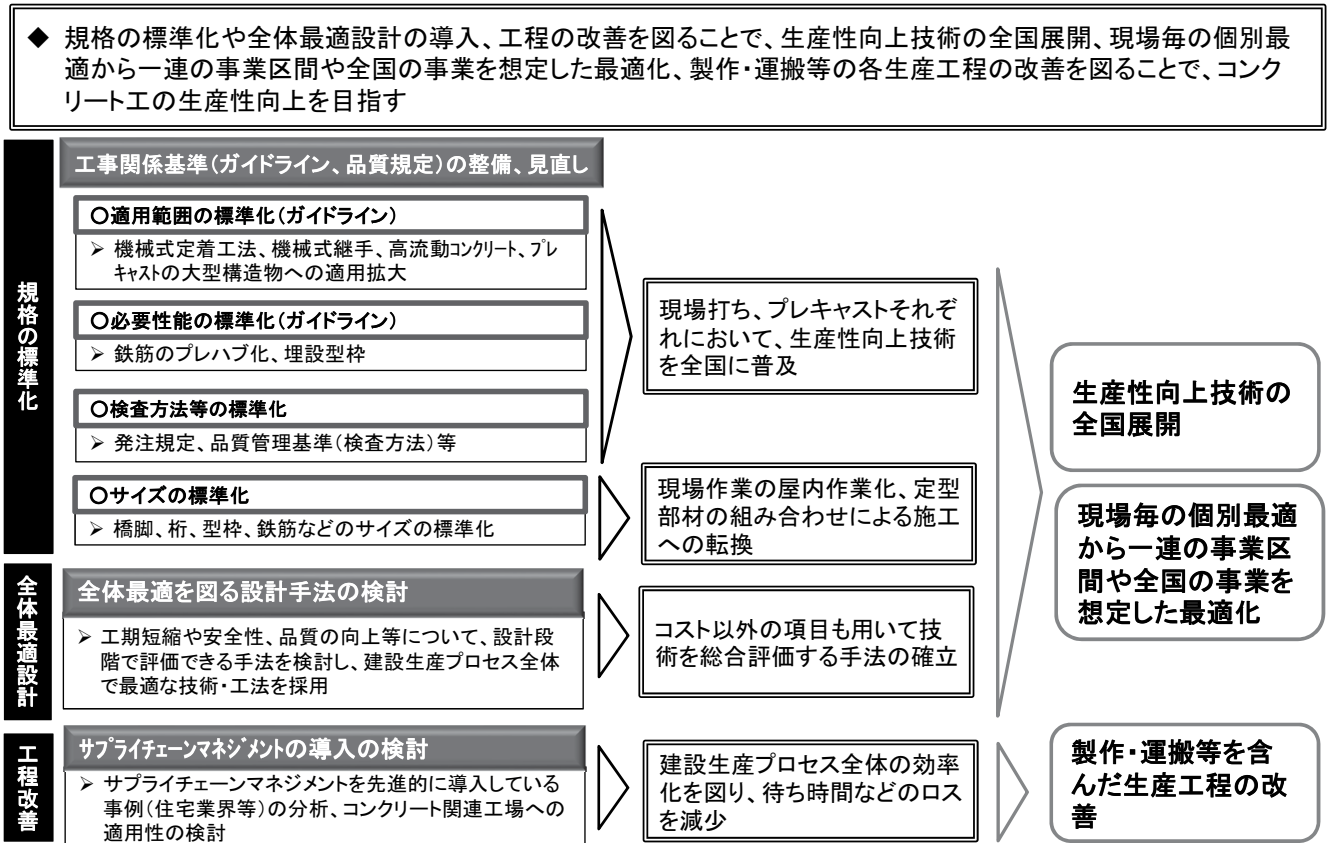 ◆ 規格の標準化や全体最適設計の導入、工程の改善を図ることで、生産性向上技術の全国展開、現場毎の個別最
適から一連の事業区間や全国の事業を想定した最適化、製作・運搬等の各生産工程の改善を図ることで、コンク
リート工の生産性向上を目指す
規格の標準化
工事関係基準(ガイドライン、品質規定)の整備、見直し
○適用範囲の標準化(ガイドライン)
➢ 機械式定着工法、機械式継手、高流動コンクリート、プレ
キャストの大型構造物への適用拡大
○必要性能の標準化(ガイドライン)
➢ 鉄筋のプレハブ化、埋設型枠
○検査方法等の標準化
➢ 発注規定、品質管理基準(検査方法)等
現場打ち、プレキャストそれぞ
れにおいて、生産性向上技術
を全国に普及
○サイズの標準化
➢ 橋脚、桁、型枠、鉄筋などのサイズの標準化
現場作業の屋内作業化、定型
部材の組み合わせによる施工
への転換
全体最適設計
全体最適を図る設計手法の検討
➢ 工期短縮や安全性、品質の向上等について、設計段
階で評価できる手法を検討し、建設生産プロセス全体
で最適な技術・工法を採用
コスト以外の項目も用いて技
術を総合評価する手法の確立
生産性向上技術の
全国展開
現場毎の個別最適
から一連の事業区
間や全国の事業を
想定した最適化
工程改善
サプライチェーンマネジメントの導入の検討
➢ サプライチェーンマネジメントを先進的に導入している
事例(住宅業界等)の分析、コンクリート関連工場への
適用性の検討
建設生産プロセス全体の効率
化を図り、待ち時間などのロス
を減少
製作・運搬等を含
んだ生産工程の改
善